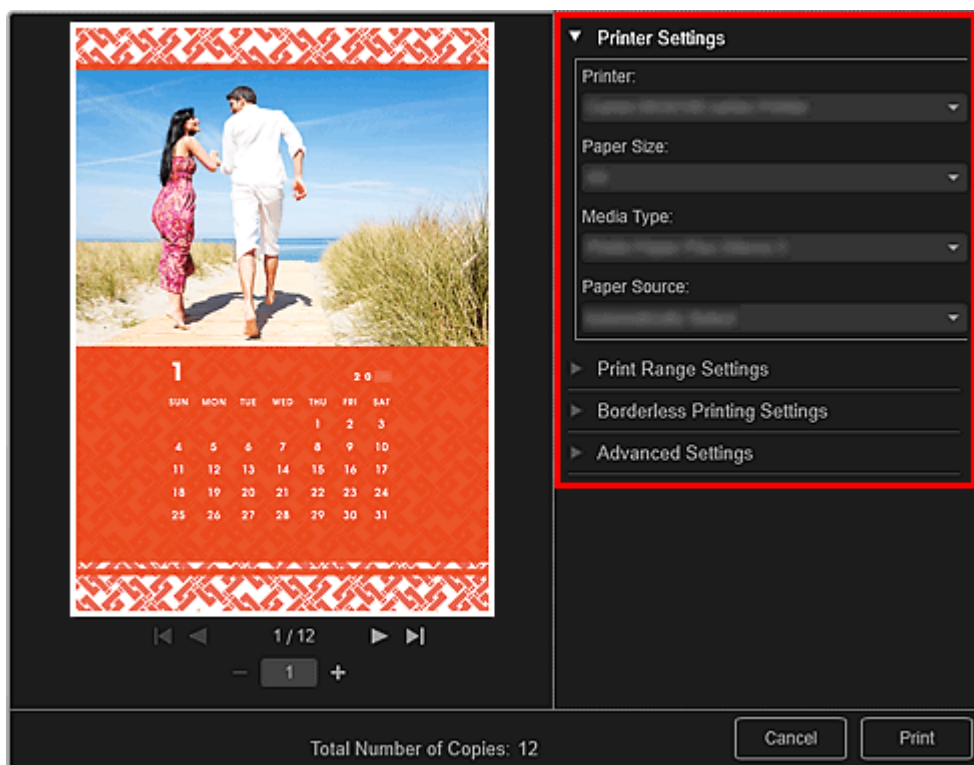 1
20
SUN MON TUE WED THU FRI SAT
1 2 3
4 5 6 7 8 9 10
11 12 13 14 15 16 17
18 19 20 21 22 23 24
25 26 27 28 29 30 31
1 / 12
1
Total Number of Copies: 12
Printer Settings
Printer:
Paper Size:
Media Type:
Paper Source:
Print Range Settings
Borderless Printing Settings
Advanced Settings
Cancel
Print